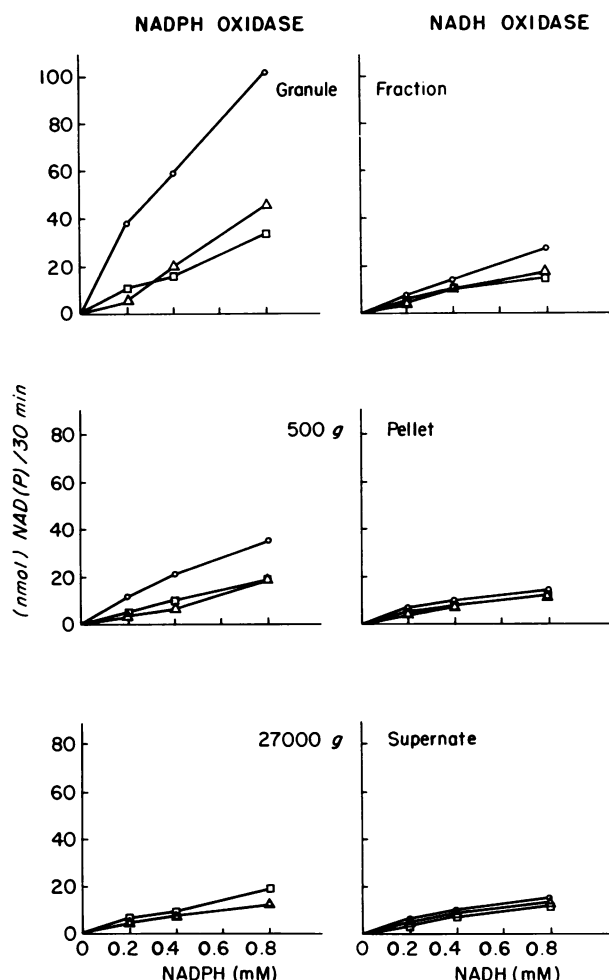 NADPH OXIDASE
NADH OXIDASE
Granule Fraction
100
80
60
40
20
0
(nmol) NAD(P)/30 min
500 g Pellet
80
60
40
20
0
27000 g Supernate
80
60
40
20
0
0 0.2 0.4 0.6 0.8
NADPH (mM)
0 0.2 0.4 0.6 0.8
NADH (mM)